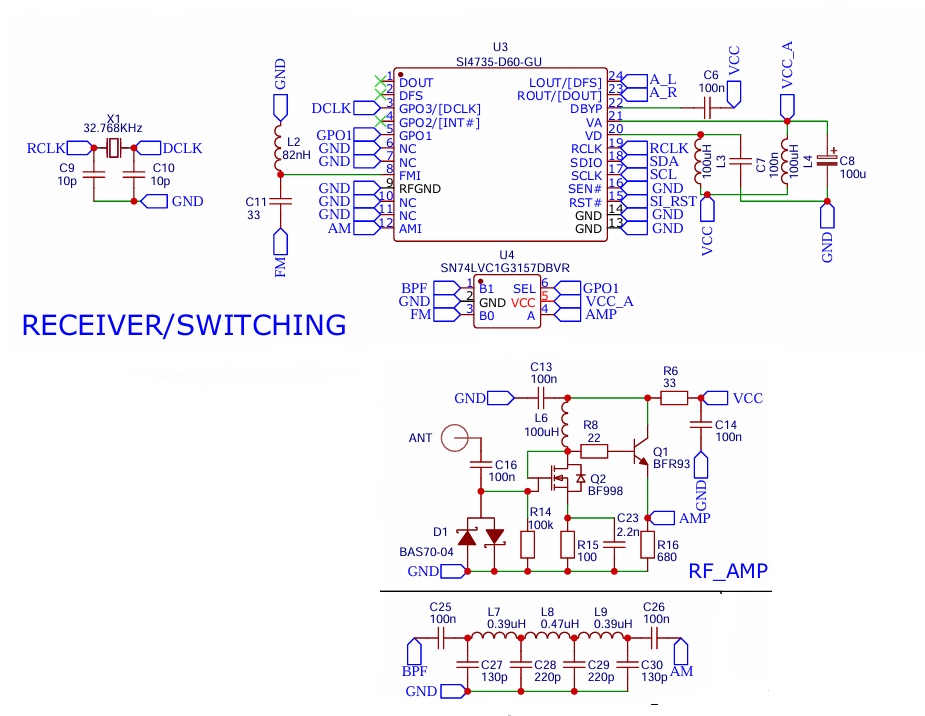 U3
SI4735-D60-GU
1 DOUT
2 DFS
DCLK 3 GPO3/[DCLK]
4 GPO2/[INT#]
GPO1 5 GPO1
GND 6 NC
GND 7 NC
8 FMI
GND 9 RFGND
GND 10 NC
GND 11 NC
AM 12 AMI
LOUT/[DFS] 24 A_L
ROUT/[DOUT] 23 A_R
DBYP 22
VA 21
VD 20
RCLK 19 RCLK
SDIO 18 SDA
SCLK 17 SCL
SEN# 16 GND
RST# 15 SI_RST
GND 14 GND
GND 13 GND
X1
32.768KHz
RCLK
DCLK
C9
10p
C10
10p
GND
GND
L2
82nH
C11
33
FM
C6
100n
VCC
VCC_A
100uH
L3
C7
100n
100uH
L4
C8
100u
VCC
GND
U4
SN74LVC1G3157DBVR
BPF 1 B1 SEL 6 GPO1
GND 2 GND VCC 5 VCC_A
FM 3 B0 A 4 AMP
RECEIVER/SWITCHING
C13
100n
GND
R6
33
VCC
L6
100uH
R8
22
C14
100n
GND
ANT
C16
100n
Q1
BFR93
Q2
BF998
D1
BAS70-04
R14
100k
R15
100
C23
2.2n
AMP
R16
680
GND
RF_AMP
C25
100n
L7
0.39uH
L8
0.47uH
L9
0.39uH
C26
100n
BPF
C27
130p
C28
220p
C29
220p
C30
130p
AM
GND